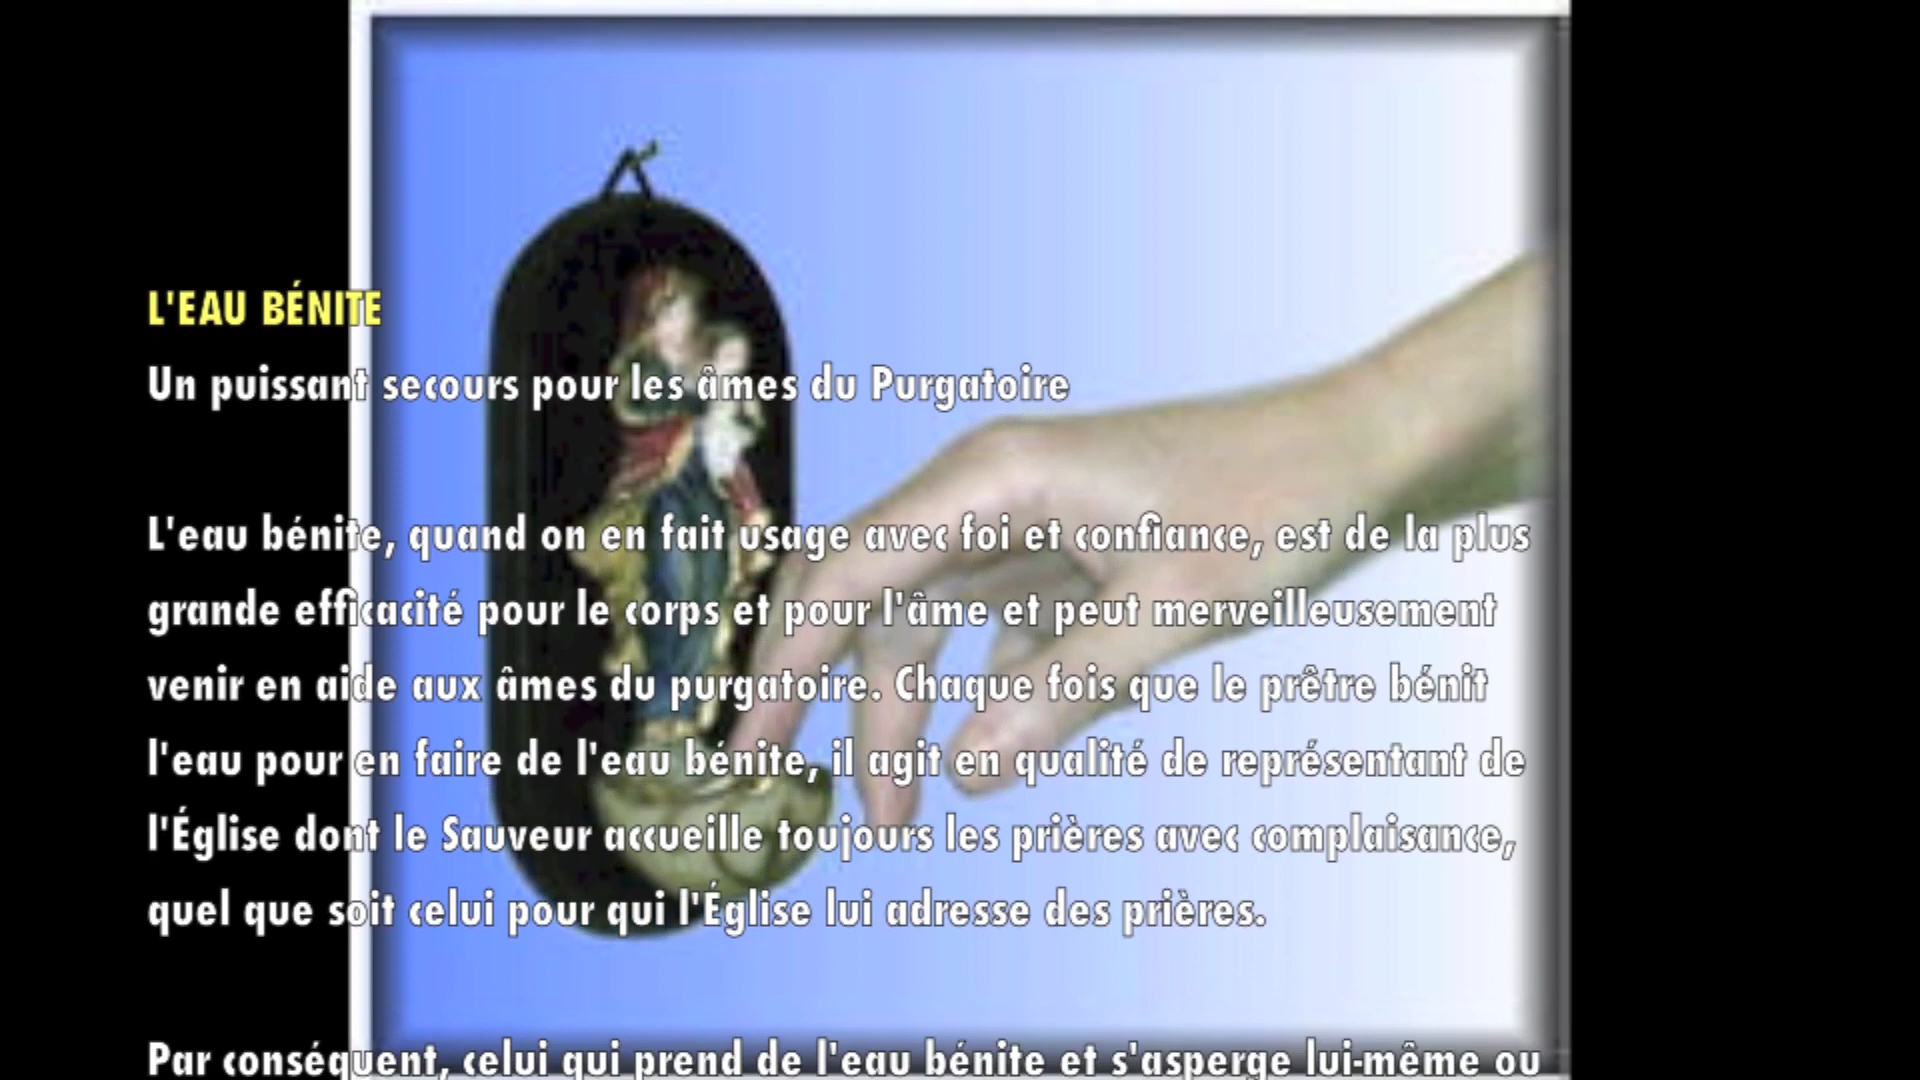 L'EAU BÉNITE
Un puissant secours pour les âmes du Purgatoire
L'eau bénite, quand on en fait usage avec foi et confiance, est de la plus
grande efficacité pour le corps et pour l'âme et peut merveilleusement
venir en aide aux âmes du purgatoire. Chaque fois que le prêtre bénit
l'eau pour en faire de l'eau bénite, il agit en qualité de représentant de
l'Église dont le Sauveur accueille toujours les prières avec complaisance,
quel que soit celui pour qui l'Église lui adresse des prières.
Par conséquent, celui qui prend de l'eau bénite et s'asperge lui-même ou